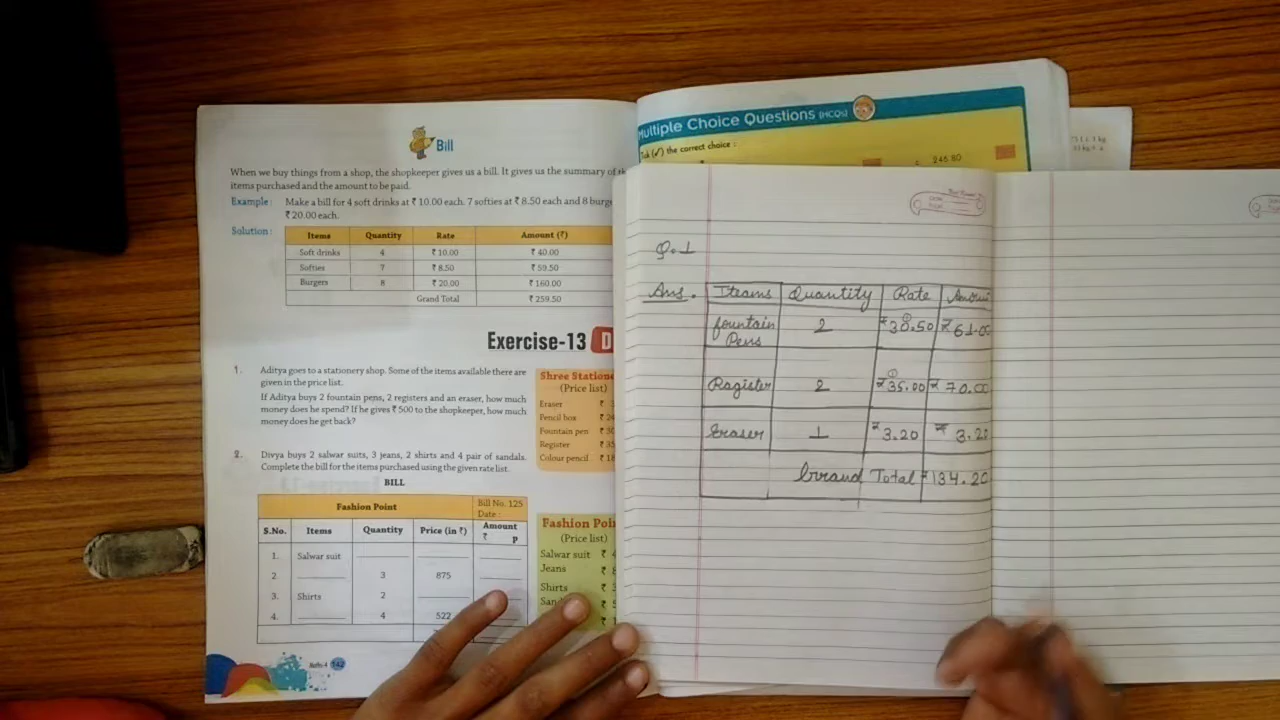 Bill
When we buy things from a shop, the shopkeeper gives us a bill. It gives us the summary of
items purchased and the amount to be paid.
Example : Make a bill for 4 soft drinks at ₹ 10.00 each. 7 softies at ₹ 8.50 each and 8
₹ 20.00 each.
Solution :
Items Quantity Rate Amount (₹)
Soft drinks 4 ₹ 10.00 ₹ 40.00
Softies 7 ₹ 8.50 ₹ 59.50
Burgers 8 ₹ 20.00 ₹ 160.00
Grand Total ₹ 259.50
Exercise-13 D
1. Aditya goes to a stationery shop. Some of the items available there are
given in the price list.
If Aditya buys 2 fountain pens, 2 registers and an eraser, how much
money does he spend? If he gives ₹ 500 to the shopkeeper, how much
money does he get back?
Shree
(Price list)
Eraser ₹
Pencil box ₹
Fountain pen ₹
Register ₹
Colour pencil ₹
2. Divya buys 2 salwar suits, 3 jeans, 2 shirts and 4 pair of sandals.
Complete the bill for the items purchased using the given rate list.
BILL
Fashion Point Bill No. 125
Date :
S.No. Items Quantity Price (in ₹) Amount
₹ p
1. Salwar suit
2. 3 875
3. Shirts 2
4. 4 522
Fashion
(Price list)
Salwar suit ₹
Jeans ₹
Shirts ₹
₹
Maths-4 142
Multiple Choice Questions (MCQs)
Tick (✓) the correct choice :
c. 246.80
Q.1
Ans. Iteams Quantity Rate
fountain Pens 2 ₹30.50 ₹61.00
Ragister 2 ₹35.00 ₹70.00
Eraser 1 ₹3.20 ₹3.20
Grand Total ₹134.20